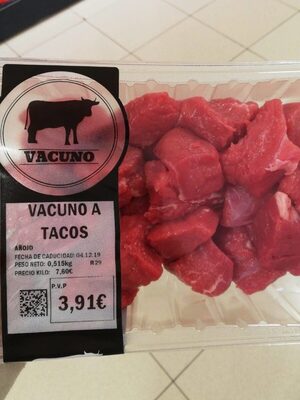 VACUNO
VACUNO A
TACOS
AÑOJO
FECHA DE CADUCIDAD: 04.12.19
PESO NETO: 0,515kg R29
PRECIO KILO: 7,60€
P.V.P
3,91€